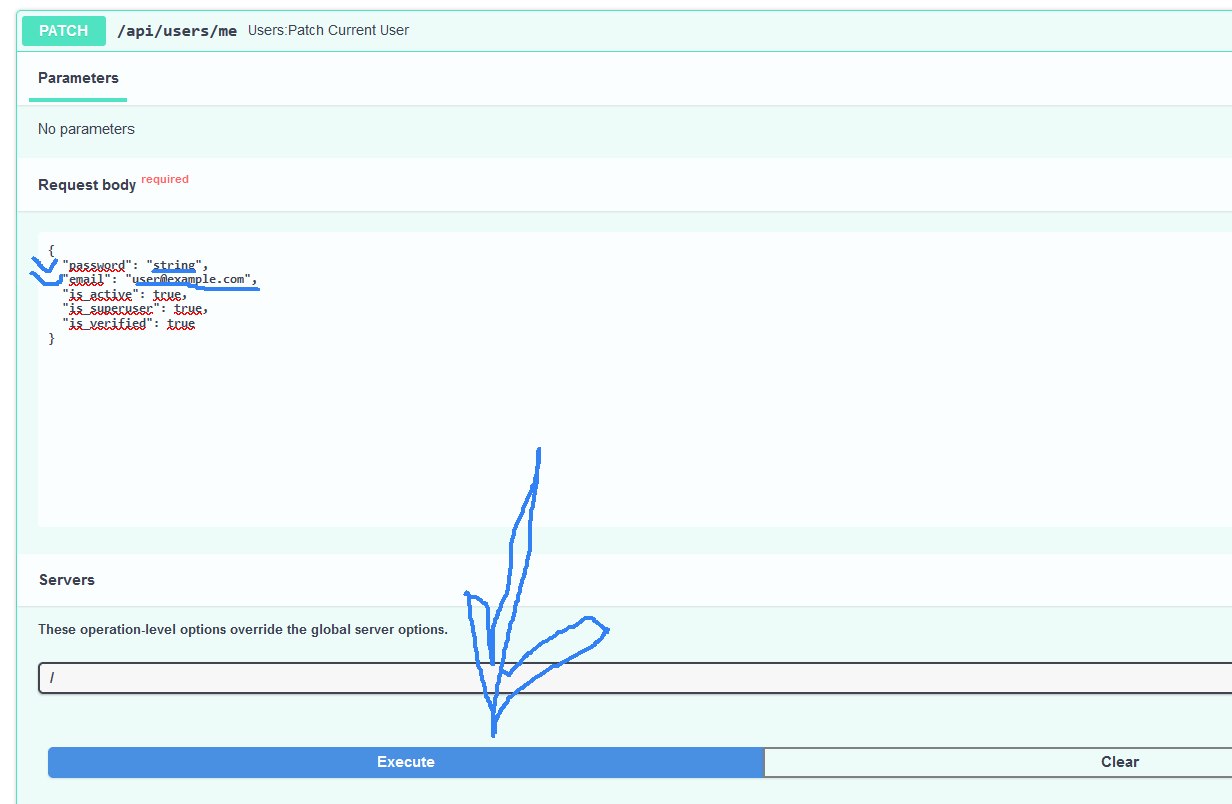 PATCH /api/users/me Users:Patch Current User
Parameters
No parameters
Request body required
{
"password": "string",
"email": "user@example.com",
"is_active": true,
"is_superuser": true,
"is_verified": true
}
Servers
These operation-level options override the global server options.
/
Execute Clear